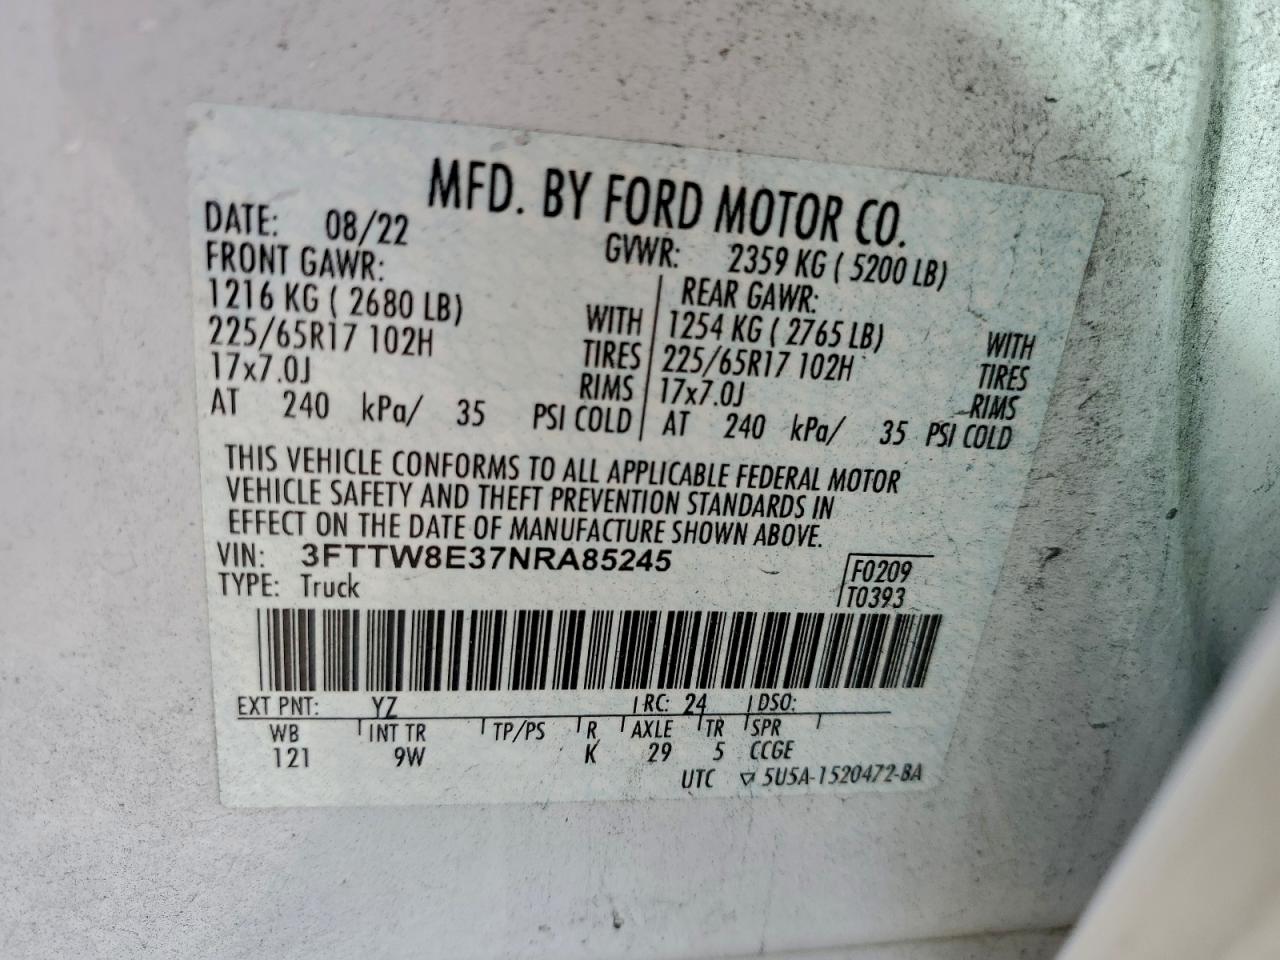 MFD. BY FORD MOTOR CO.
DATE: 08/22 GVWR: 2359 KG ( 5200 LB)
FRONT GAWR: REAR GAWR:
1216 KG ( 2680 LB) WITH 1254 KG ( 2765 LB) WITH
225/65R17 102H TIRES 225/65R17 102H TIRES
17x7.0J RIMS 17x7.0J RIMS
AT 240 kPa/ 35 PSI COLD AT 240 kPa/ 35 PSI COLD
THIS VEHICLE CONFORMS TO ALL APPLICABLE FEDERAL MOTOR
VEHICLE SAFETY AND THEFT PREVENTION STANDARDS IN
EFFECT ON THE DATE OF MANUFACTURE SHOWN ABOVE.
VIN: 3FTTW8E37NRA85245
F0209
TYPE: Truck
T0393
EXT PNT: YZ RC: 24 DSO:
WB INT TR TP/PS R AXLE TR SPR
121 9W K 29 5 CCGE
UTC ▽ 5U5A-1520472-BA